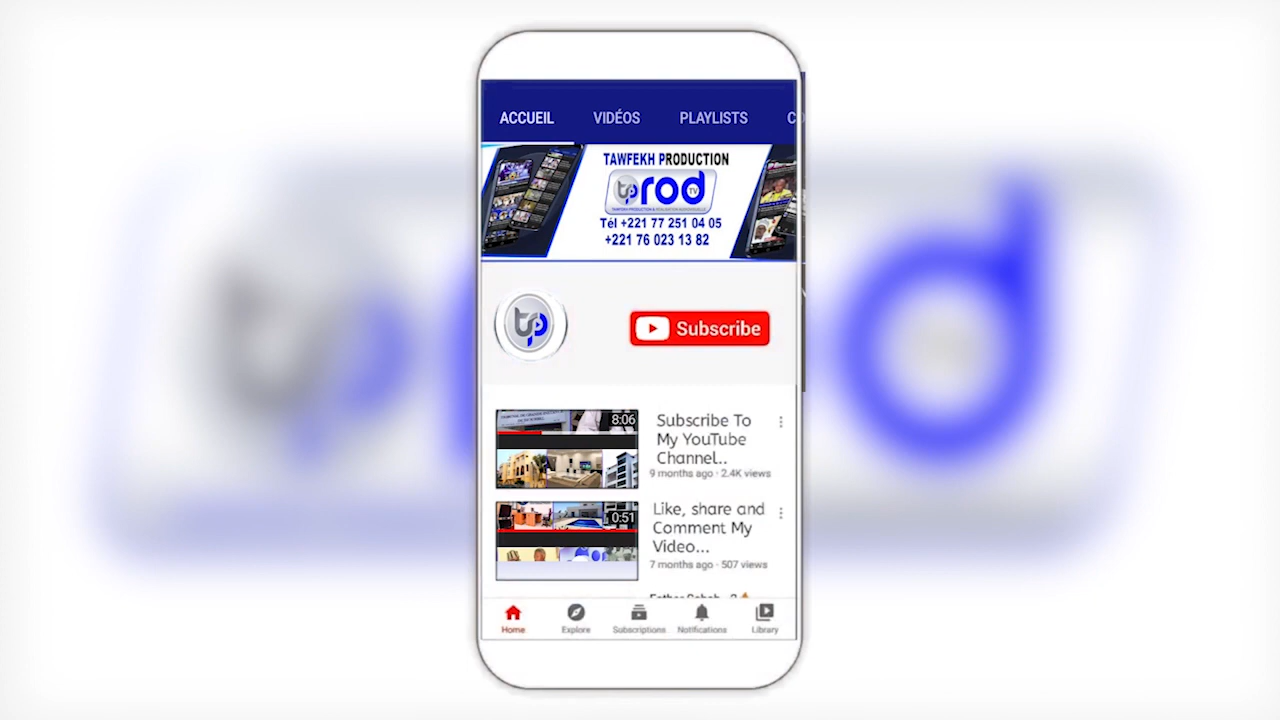 ACCUEIL VIDÉOS PLAYLISTS
TAWFEKH PRODUCTION
tprod TV
Tél +221 77 251 04 05
+221 76 023 13 82
tp
Subscribe
8:06
Subscribe To
My YouTube
Channel..
9 months ago · 2.4K views
0:51
Like, share and
Comment My
Video...
7 months ago · 507 views
Home Explore Subscriptions Notifications Library